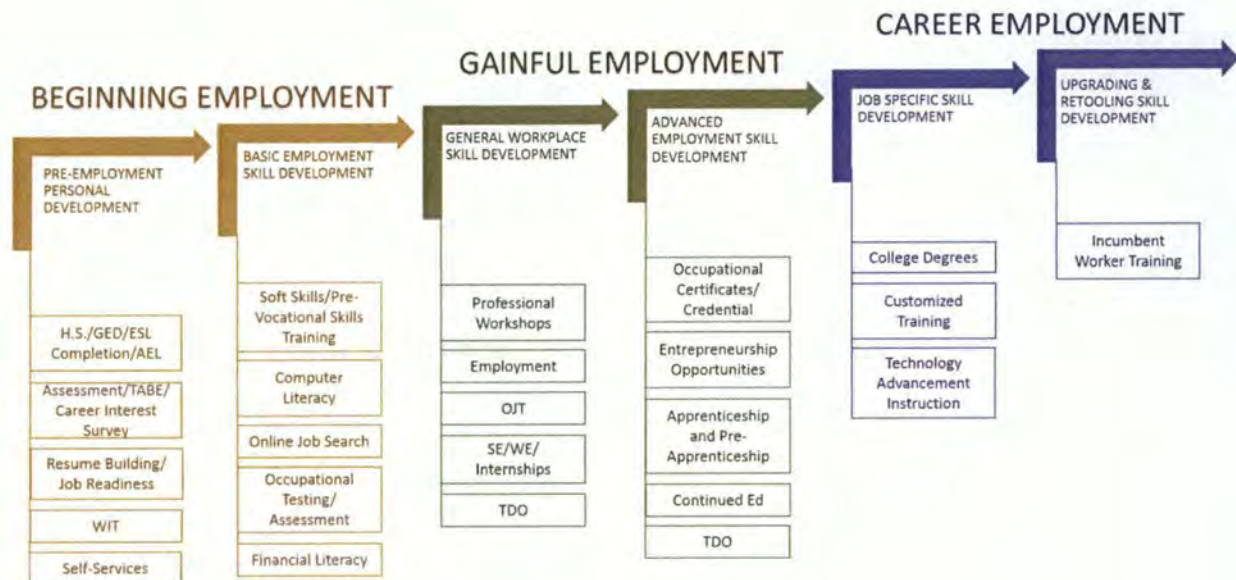 BEGINNING EMPLOYMENT
PRE-EMPLOYMENT
PERSONAL
DEVELOPMENT
H.S./GED/ESL
Completion/AEL
Assessment/TABE/
Career Interest
Survey
Resume Building/
Job Readiness
WIT
Self-Services
BASIC EMPLOYMENT
SKILL DEVELOPMENT
Soft Skills/Pre-
Vocational Skills
Training
Computer
Literacy
Online Job Search
Occupational
Testing/
Assessment
Financial Literacy
GAINFUL EMPLOYMENT
GENERAL WORKPLACE
SKILL DEVELOPMENT
Professional
Workshops
Employment
OJT
SE/WE/
Internships
TDO
ADVANCED
EMPLOYMENT SKILL
DEVELOPMENT
Occupational
Certificates/
Credential
Entrepreneurship
Opportunities
Apprenticeship
and Pre-
Apprenticeship
Continued Ed
TDO
CAREER EMPLOYMENT
JOB SPECIFIC SKILL
DEVELOPMENT
College Degrees
Customized
Training
Technology
Advancement
Instruction
UPGRADING &
RETOOLING SKILL
DEVELOPMENT
Incumbent
Worker Training